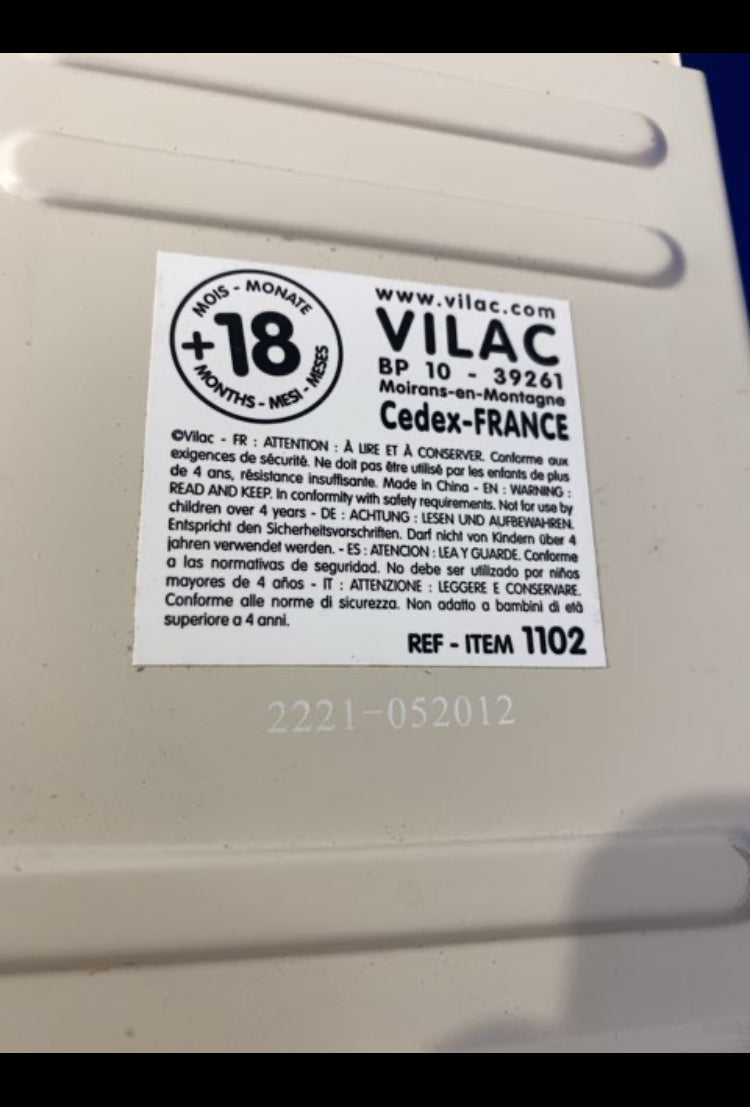 MOIS - MONATE
+18
MONTHS - MESI - MESES
www.vilac.com
VILAC
BP 10 - 39261
Moirans-en-Montagne
Cedex-FRANCE
©Vilac - FR : ATTENTION : À LIRE ET À CONSERVER. Conforme aux
exigences de sécurité. Ne doit pas être utilisé par les enfants de plus
de 4 ans, résistance insuffisante. Made in China - EN : WARNING :
READ AND KEEP. In conformity with safety requirements. Not for use by
children over 4 years - DE : ACHTUNG : LESEN UND AUFBEWAHREN.
Entspricht den Sicherheitsvorschriften. Darf nicht von Kindern über 4
jahren verwendet werden. - ES : ATENCION : LEA Y GUARDE. Conforme
a las normativas de seguridad. No debe ser utilizado por niños
mayores de 4 años - IT : ATTENZIONE : LEGGERE E CONSERVARE.
Conforme alle norme di sicurezza. Non adatto a bambini di età
superiore a 4 anni.
REF - ITEM 1102
2221-052012